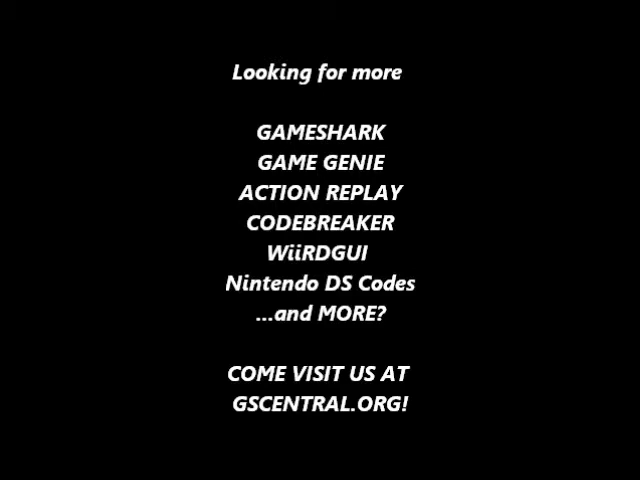 Looking for more
GAMESHARK
GAME GENIE
ACTION REPLAY
CODEBREAKER
WiiRDGUI
Nintendo DS Codes
...and MORE?
COME VISIT US AT
GSCENTRAL.ORG!